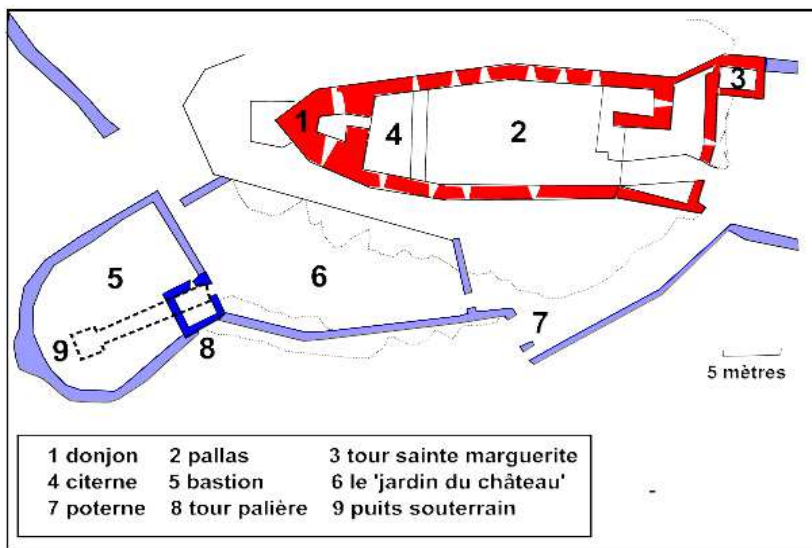 1
2
3
4
5
6
7
8
9
5 mètres
1 donjon 2 pallas 3 tour sainte marguerite
4 citerne 5 bastion 6 le 'jardin du château'
7 poterne 8 tour palière 9 puits souterrain